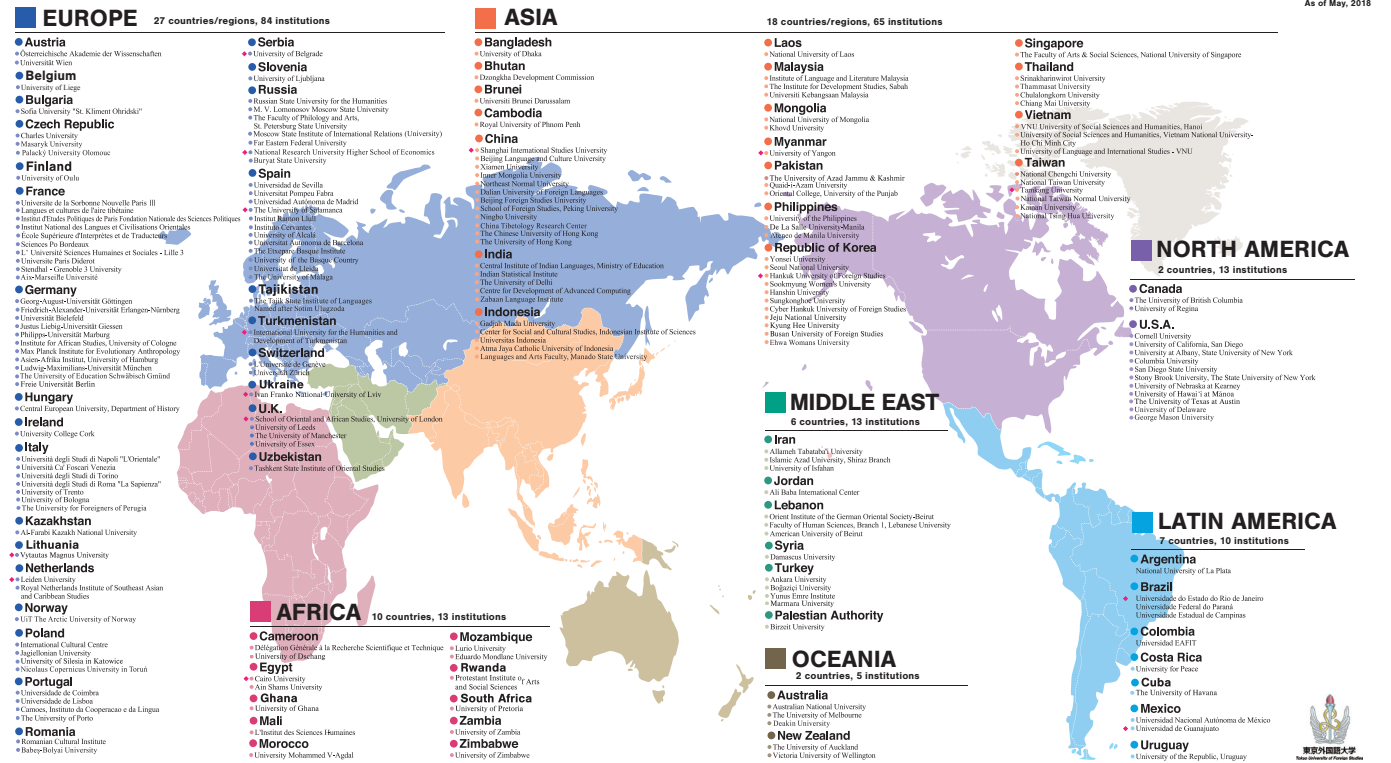 As of May, 2018
EUROPE 27 countries/regions, 84 institutions
Austria
Österreichische Akademie der Wissenschaften
Universität Wien
Belgium
University of Liege
Bulgaria
Sofia University "St. Kliment Ohridski"
Czech Republic
Charles University
Masaryk University
Palacký University Olomouc
Finland
University of Oulu
France
Universite de la Sorbonne Nouvelle Paris III
Langues et cultures de l'aire tibétaine
Institut d'Etudes Politiques de Paris Fondation Nationale des Sciences Politiques
Institut National des Langues et Civilisations Orientales
École Supérieure d'Interprètes et de Traducteurs
Sciences Po Bordeaux
L' Université Sciences Humaines et Sociales - Lille 3
Universite Paris Diderot
Stendhal - Grenoble 3 University
Aix-Marseille Université
Germany
Georg-August-Universität Göttingen
Friedrich-Alexander-Universität Erlangen-Nürnberg
Universität Bielefeld
Justus Liebig-Universität Giessen
Philipps-Universität Marburg
Institute for African Studies, University of Cologne
Max Planck Institute for Evolutionary Anthropology
Asien-Afrika Institut, University of Hamburg
Ludwig-Maximilians-Universität München
The University of Education Schwäbisch Gmünd
Freie Universität Berlin
Hungary
Central European University, Department of History
Ireland
University College Cork
Italy
Universitá degli Studi di Napoli "L'Orientale"
Universitá Ca' Foscari Venezia
Universitá degli Studi di Torino
Universitá degli Studi di Roma "La Sapienza"
University of Trento
University of Bologna
The University for Foreigners of Perugia
Kazakhstan
Al-Farabi Kazakh National University
Lithuania
Vytautas Magnus University
Netherlands
Leiden University
Royal Netherlands Institute of Southeast Asian
and Caribbean Studies
Norway
UiT The Arctic University of Norway
Poland
International Cultural Centre
Jagiellonian University
University of Silesia in Katowice
Nicolaus Copernicus University in Toruń
Portugal
Universidade de Coimbra
Universidade de Lisboa
Camoes, Instituto da Cooperacao e da Lingua
The University of Porto
Romania
Romanian Cultural Institute
Babeş-Bolyai University
Serbia
University of Belgrade
Slovenia
University of Ljubljana
Russia
Russian State University for the Humanities
M. V. Lomonosov Moscow State University
The Faculty of Philology and Arts,
St. Petersburg State University
Moscow State Institute of International Relations (University)
Far Eastern Federal University
National Research University Higher School of Economics
Buryat State University
Spain
Universidad de Sevilla
Universitat Pompeu Fabra
Universidad Autónoma de Madrid
The University of Salamanca
Institut Ramon Llull
Instituto Cervantes
University of Alcalá
Universitat Autònoma de Barcelona
The Etxepare Basque Institute
University of the Basque Country
Universitat de Lleida
The University of Málaga
Tajikistan
The Tajik State Institute of Languages
Named after Sotim Ulugzoda
Turkmenistan
International University for the Humanities and
Development of Turkmenistan
Switzerland
L'Université de Genève
Universität Zürich
Ukraine
Ivan Franko National University of Lviv
U.K.
School of Oriental and African Studies, University of London
University of Leeds
The University of Manchester
University of Essex
Uzbekistan
Tashkent State Institute of Oriental Studies
ASIA 18 countries/regions, 65 institutions
Bangladesh
University of Dhaka
Bhutan
Dzongkha Development Commission
Brunei
Universiti Brunei Darussalam
Cambodia
Royal University of Phnom Penh
China
Shanghai International Studies University
Beijing Language and Culture University
Xiamen University
Inner Mongolia University
Northeast Normal University
Dalian University of Foreign Languages
Beijing Foreign Studies University
School of Foreign Studies, Peking University
Ningbo University
China Tibetology Research Center
The Chinese University of Hong Kong
The University of Hong Kong
India
Central Institute of Indian Languages, Ministry of Education
Indian Statistical Institute
The University of Delhi
Centre for Development of Advanced Computing
Zabaan Language Institute
Indonesia
Gadjah Mada University
Center for Social and Cultural Studies, Indonesian Institute of Sciences
Universitas Indonesia
Atma Jaya Catholic University of Indonesia
Languages and Arts Faculty, Manado State University
Laos
National University of Laos
Malaysia
Institute of Language and Literature Malaysia
The Institute for Development Studies, Sabah
Universiti Kebangsaan Malaysia
Mongolia
National University of Mongolia
Khovd University
Myanmar
University of Yangon
Pakistan
The University of Azad Jammu & Kashmir
Quaid-i-Azam University
Oriental College, University of the Punjab
Philippines
University of the Philippines
De La Salle University-Manila
Ateneo de Manila University
Republic of Korea
Yonsei University
Seoul National University
Hankuk University of Foreign Studies
Sookmyung Women's University
Hanshin University
Sungkonghoe University
Cyber Hankuk University of Foreign Studies
Jeju National University
Kyung Hee University
Busan University of Foreign Studies
Ehwa Womans University
Singapore
The Faculty of Arts & Social Sciences, National University of Singapore
Thailand
Srinakharinwirot University
Thammasat University
Chulalongkorn University
Chiang Mai University
Vietnam
VNU University of Social Sciences and Humanities, Hanoi
University of Social Sciences and Humanities, Vietnam National University-
Ho Chi Minh City
University of Language and International Studies - VNU
Taiwan
National Chengchi University
National Taiwan University
Tamkang University
National Taiwan Normal University
Kainan University
National Tsing Hua University
NORTH AMERICA
2 countries, 13 institutions
Canada
The University of British Columbia
University of Regina
U.S.A.
Cornell University
University of California, San Diego
University at Albany, State University of New York
Columbia University
San Diego State University
Stony Brook University, The State University of New York
University of Nebraska at Kearney
University of Hawai'i at Mānoa
The University of Texas at Austin
University of Delaware
George Mason University
MIDDLE EAST
6 countries, 13 institutions
Iran
Allameh Tabataba'i University
Islamic Azad University, Shiraz Branch
University of Isfahan
Jordan
Ali Baba International Center
Lebanon
Orient Institute of the German Oriental Society-Beirut
Faculty of Human Sciences, Branch 1, Lebanese University
American University of Beirut
Syria
Damascus University
Turkey
Ankara University
Boğaziçi University
Yunus Emre Institute
Marmara University
Palestian Authority
Birzeit University
LATIN AMERICA
7 countries, 10 institutions
Argentina
National University of La Plata
Brazil
Universidade do Estado do Rio de Janeiro
Universidade Federal do Paraná
Universidade Estadual de Campinas
Colombia
Universidad EAFIT
Costa Rica
University for Peace
Cuba
The University of Havana
Mexico
Universidad Nacional Autónoma de México
Universidad de Guanajuato
Uruguay
University of the Republic, Uruguay
AFRICA 10 countries, 13 institutions
Cameroon
Délégation Générale à la Recherche Scientifique et Technique
University of Dschang
Egypt
Cairo University
Ain Shams University
Ghana
University of Ghana
Mali
L'Institut des Sciences Humaines
Morocco
University Mohammed V-Agdal
Mozambique
Lurio University
Eduardo Mondlane University
Rwanda
Protestant Institute of Arts
and Social Sciences
South Africa
University of Pretoria
Zambia
University of Zambia
Zimbabwe
University of Zimbabwe
OCEANIA
2 countries, 5 institutions
Australia
Australian National University
The University of Melbourne
Deakin University
New Zealand
The University of Auckland
Victoria University of Wellington
東京外国語大学
Tokyo University of Foreign Studies